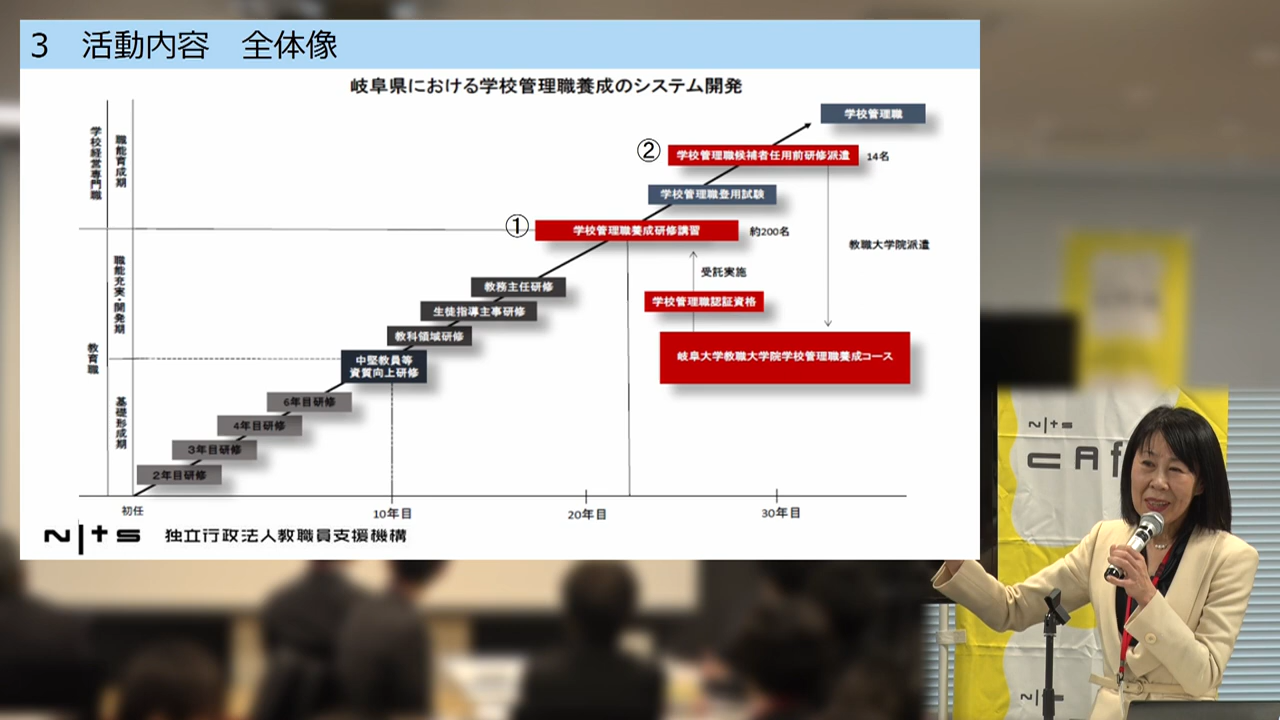 3 活動内容 全体像
岐阜県における学校管理職養成のシステム開発
学校経営専門職
職能育成期
学校管理職
② 学校管理職候補者任用前研修派遣 14名
学校管理職登用試験
① 学校管理職養成研修講習 約200名
教職大学院派遣
職能充実・開発期
受託実施
教務主任研修
学校管理職認証資格
生徒指導主事研修
教科領域研修
教育職
中堅教員等
資質向上研修
岐阜大学教職大学院学校管理職養成コース
基礎形成期
6年目研修
4年目研修
3年目研修
2年目研修
初任
10年目
20年目
30年目
NITS 独立行政法人教職員支援機構
NITS
CAf
NITS